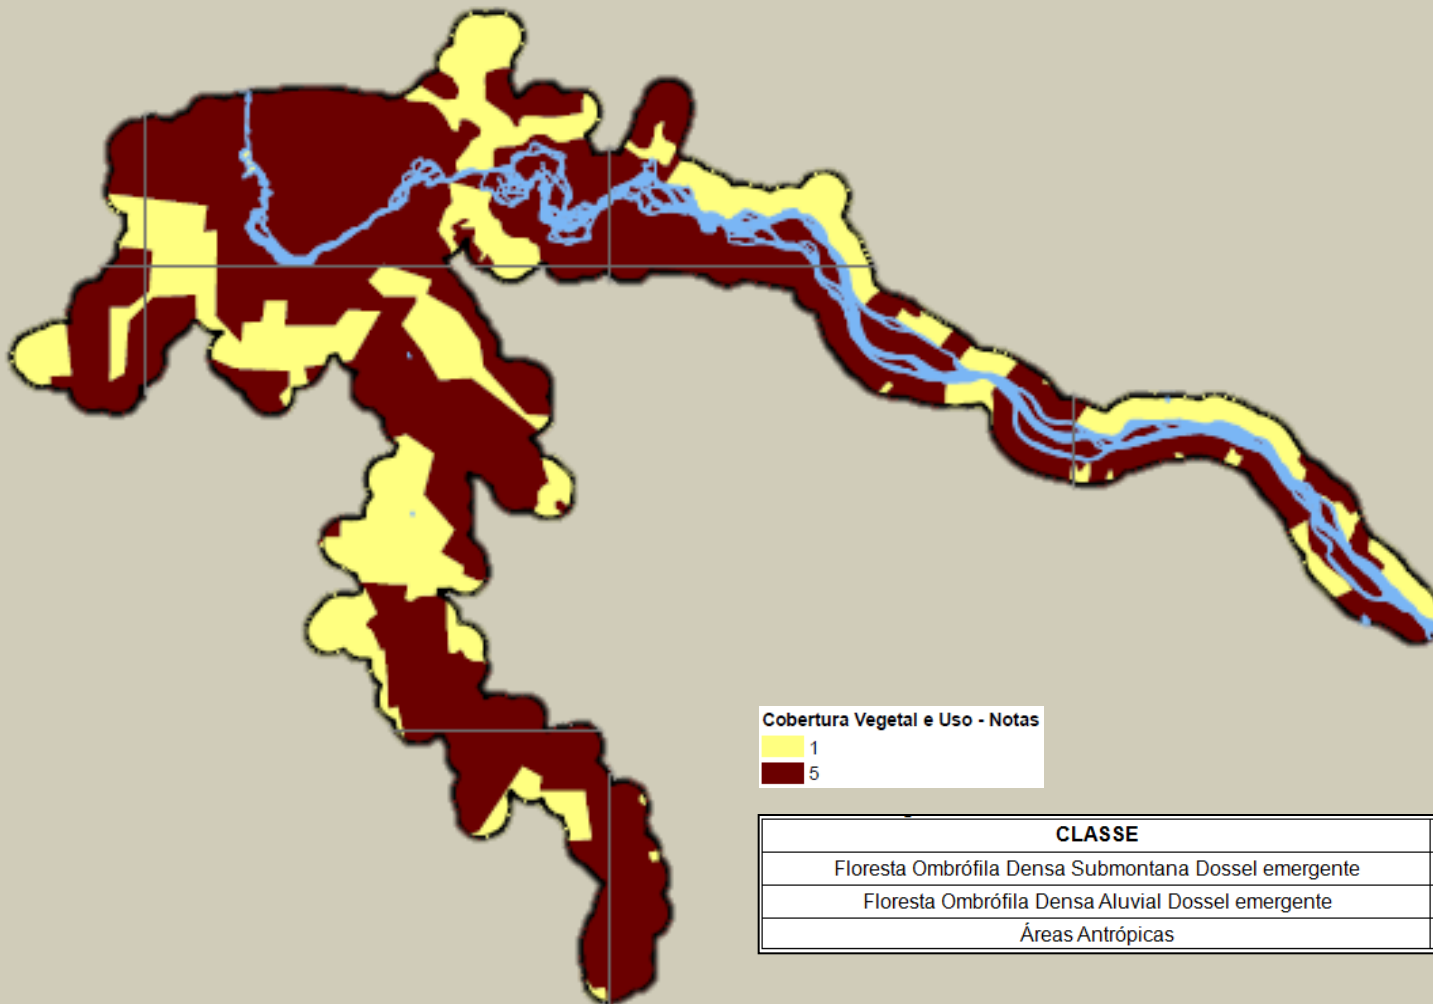 Cobertura Vegetal e Uso - Notas
1
5
CLASSE
Floresta Ombrófila Densa Submontana Dossel emergente
Floresta Ombrófila Densa Aluvial Dossel emergente
Áreas Antrópicas